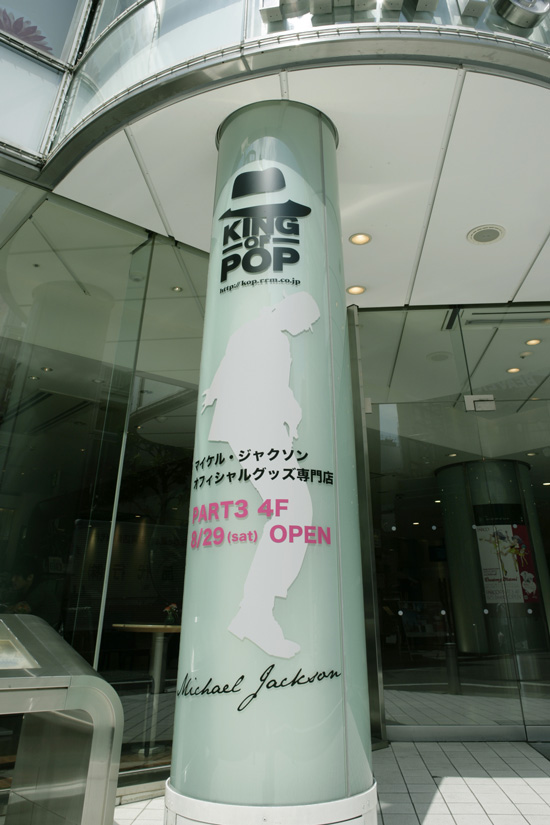 KING
OF
POP
http://kop.rrm.co.jp
マイケル・ジャクソン
オフィシャルグッズ専門店
PART3 4F
8/29 (sat) OPEN
Michael Jackson